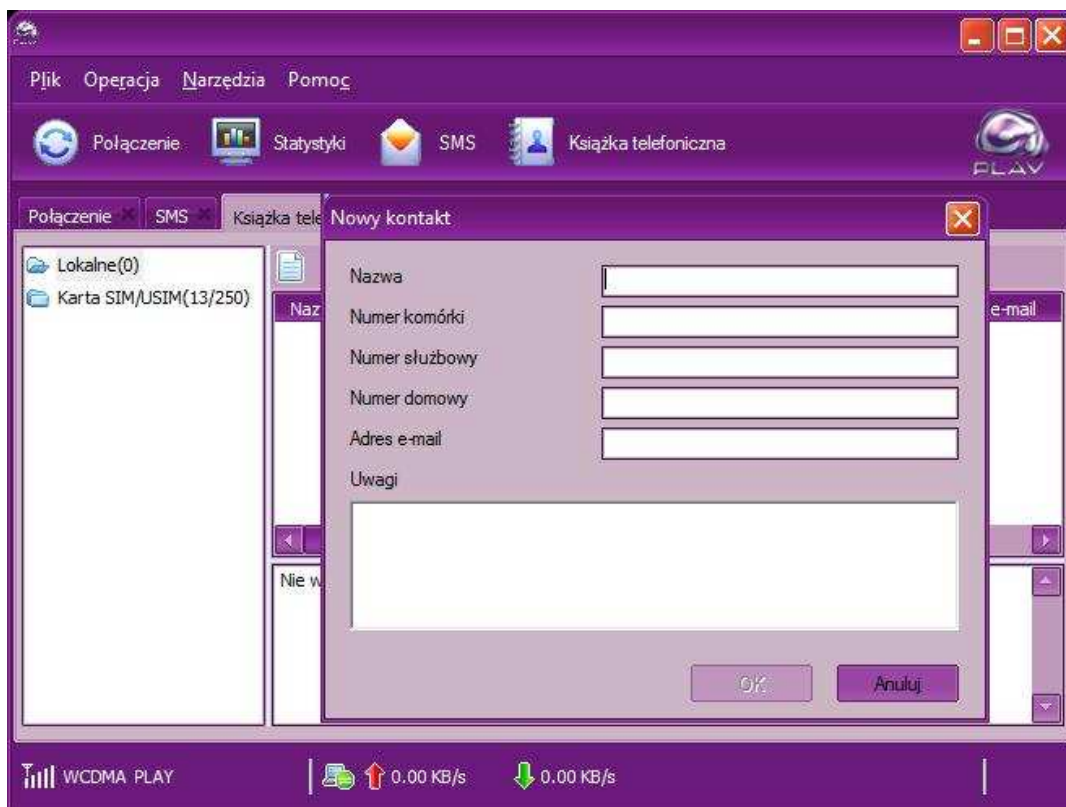 PLAY
Plik Operacja Narzędzia Pomoc
Połączenie Statystyki SMS Książka telefoniczna
PLAY
Połączenie SMS Książka tele
Nowy kontakt
Lokalne(0)
Karta SIM/USIM(13/250)
Naz
e-mail
Nazwa
Numer komórki
Numer służbowy
Numer domowy
Adres e-mail
Uwagi
Nie w
OK Anuluj
WCDMA PLAY 0.00 KB/s 0.00 KB/s